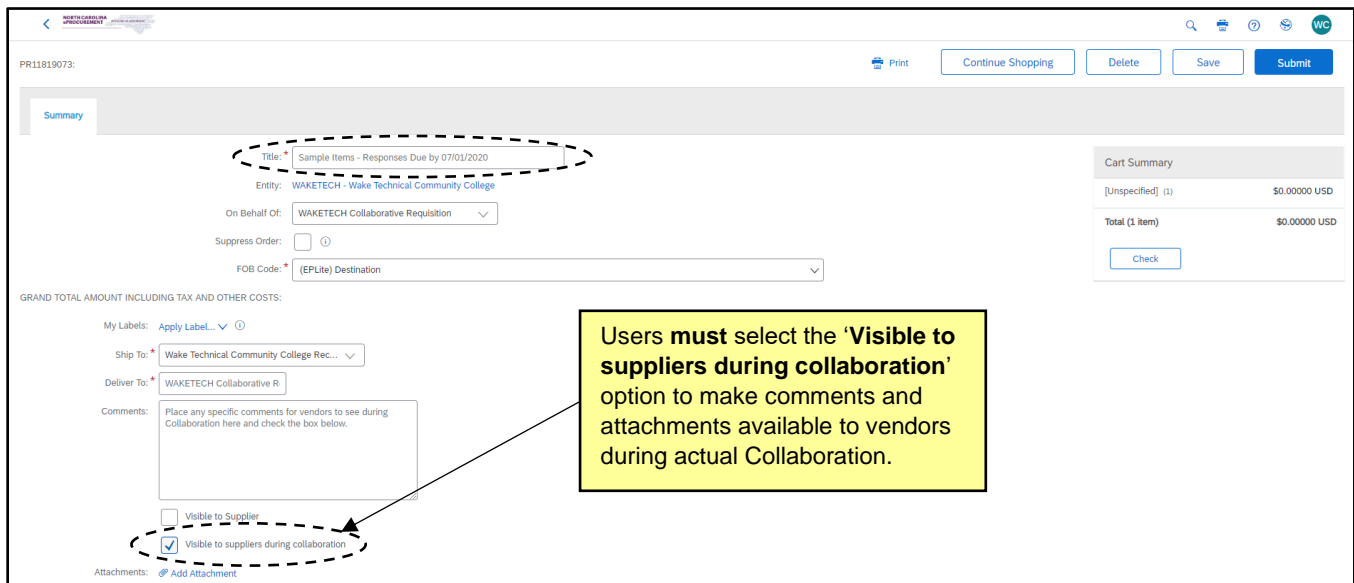 NORTH CAROLINA
ePROCUREMENT
WC
PR11819073:
Print
Continue Shopping
Delete
Save
Submit
Summary
Title: * Sample Items - Responses Due by 07/01/2020
Entity: WAKETECH - Wake Technical Community College
On Behalf Of: WAKETECH Collaborative Requisition
Suppress Order:
FOB Code: * (EPLite) Destination
Cart Summary
[Unspecified] (1) $0.00000 USD
Total (1 item) $0.00000 USD
Check
GRAND TOTAL AMOUNT INCLUDING TAX AND OTHER COSTS:
My Labels: Apply Label...
Ship To: * Wake Technical Community College Rec...
Deliver To: * WAKETECH Collaborative R
Comments: Place any specific comments for vendors to see during
Collaboration here and check the box below.
Visible to Supplier
Visible to suppliers during collaboration
Attachments: Add Attachment
Users must select the ‘Visible to
suppliers during collaboration’
option to make comments and
attachments available to vendors
during actual Collaboration.